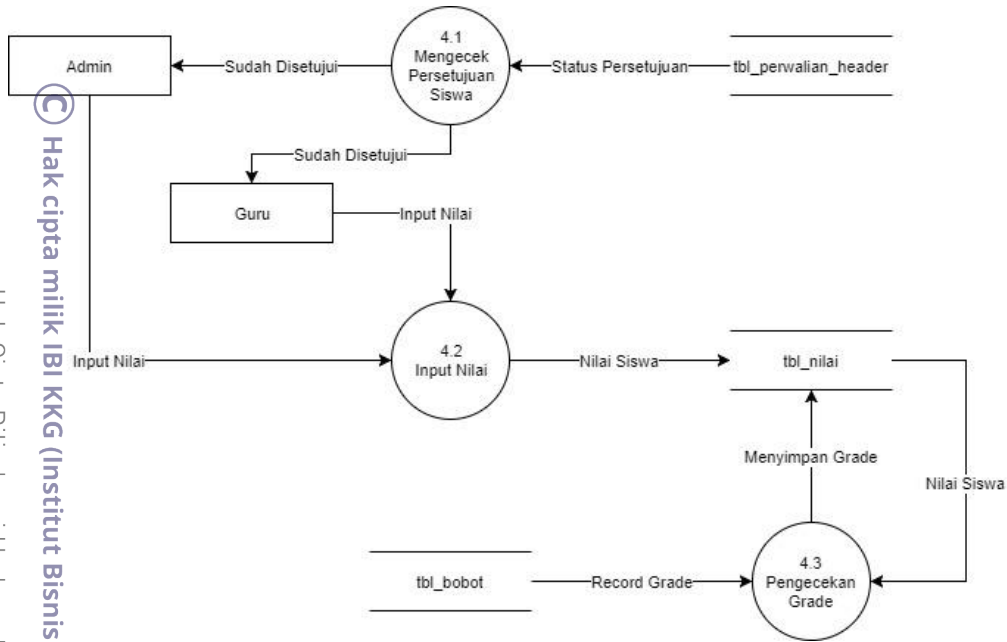 4.1
Mengecek
Persetujuan
Siswa
Admin
Sudah Disetujui
Status Persetujuan
tbl_perwalian_header
Sudah Disetujui
Guru
Input Nilai
4.2
Input Nilai
Input Nilai
Nilai Siswa
tbl_nilai
Menyimpan Grade
Nilai Siswa
4.3
Pengecekan
Grade
tbl_bobot
Record Grade
© Hak cipta milik IBI KKG (Institut Bisnis